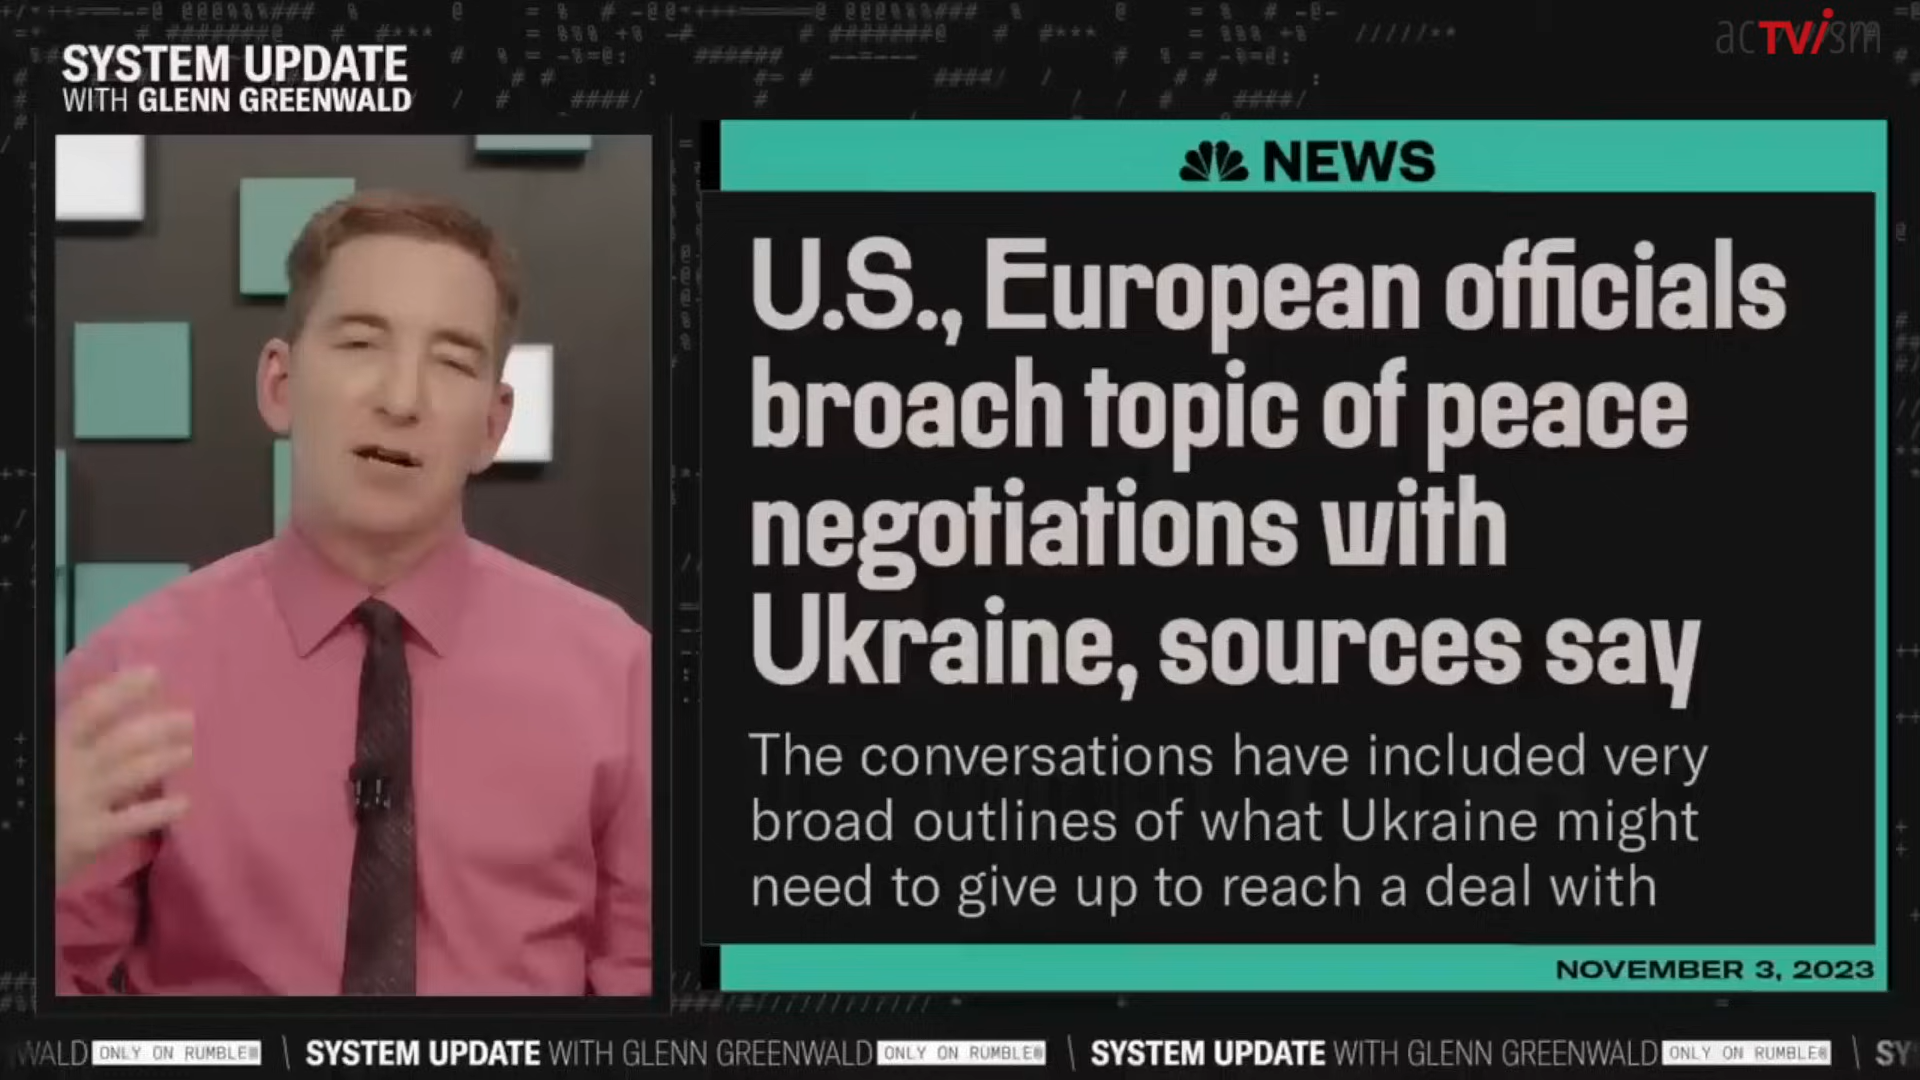 acTVism
SYSTEM UPDATE
WITH GLENN GREENWALD
NEWS
U.S., European officials
broach topic of peace
negotiations with
Ukraine, sources say
The conversations have included very
broad outlines of what Ukraine might
need to give up to reach a deal with
NOVEMBER 3, 2023
WALD ONLY ON RUMBLE \ SYSTEM UPDATE WITH GLENN GREENWALD ONLY ON RUMBLE \ SYSTEM UPDATE WITH GLENN GREENWALD ONLY ON RUMBLE \ SY